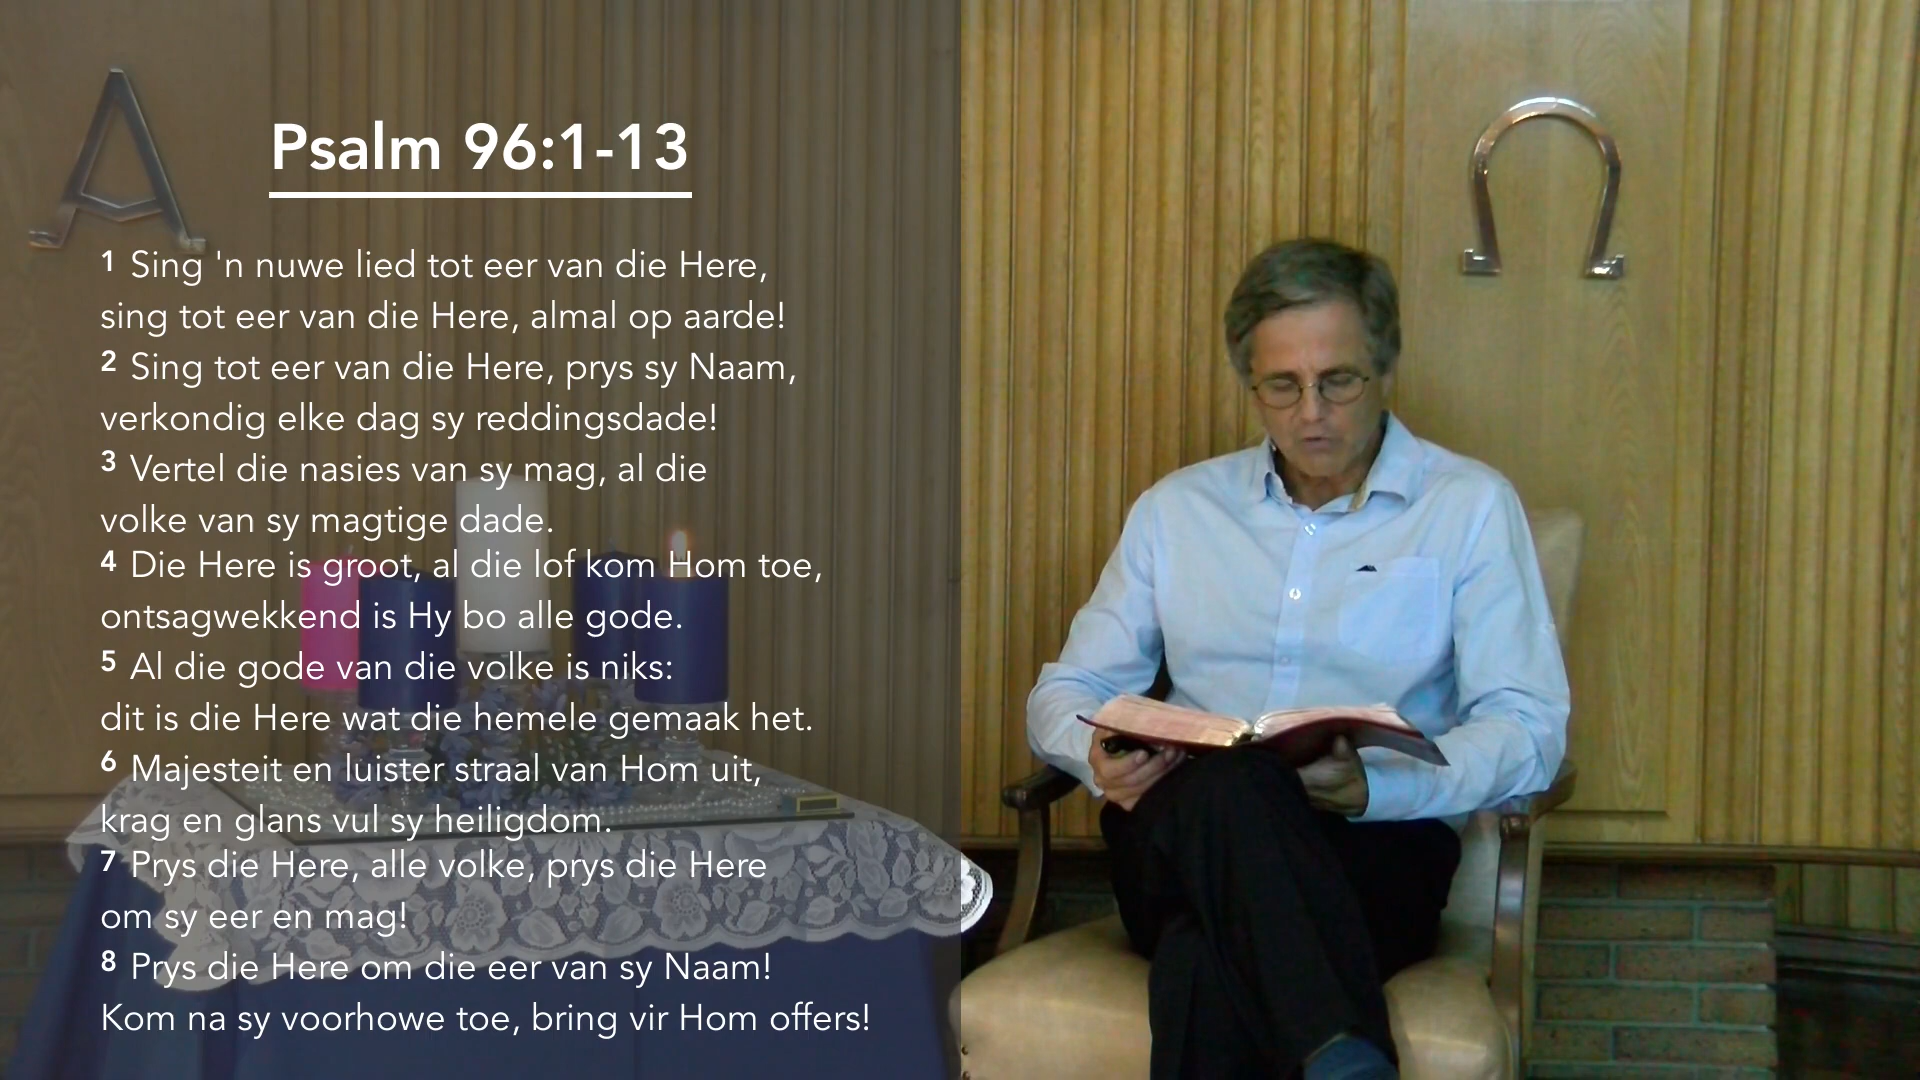 Α
Ω
Psalm 96:1-13
1 Sing 'n nuwe lied tot eer van die Here,
sing tot eer van die Here, almal op aarde!
2 Sing tot eer van die Here, prys sy Naam,
verkondig elke dag sy reddingsdade!
3 Vertel die nasies van sy mag, al die
volke van sy magtige dade.
4 Die Here is groot, al die lof kom Hom toe,
ontsagwekkend is Hy bo alle gode.
5 Al die gode van die volke is niks:
dit is die Here wat die hemele gemaak het.
6 Majesteit en luister straal van Hom uit,
krag en glans vul sy heiligdom.
7 Prys die Here, alle volke, prys die Here
om sy eer en mag!
8 Prys die Here om die eer van sy Naam!
Kom na sy voorhowe toe, bring vir Hom offers!